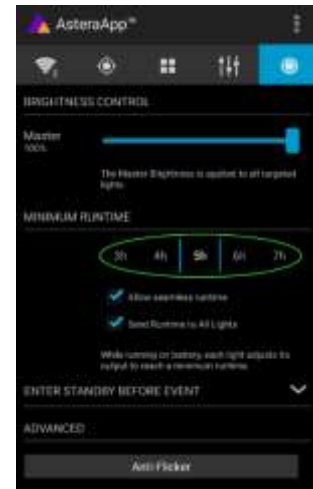 AsteraApp™
BRIGHTNESS CONTROL
Master
100%
The Master Brightness is applied to all targeted
lights.
MINIMUM RUNTIME
3h 4h 5h 6h 7h
Allow seamless runtime
Send Runtime to All Lights
While running on battery, each light adjusts its
output to reach a minimum runtime.
ENTER STANDBY BEFORE EVENT
ADVANCED
Anti-Flicker